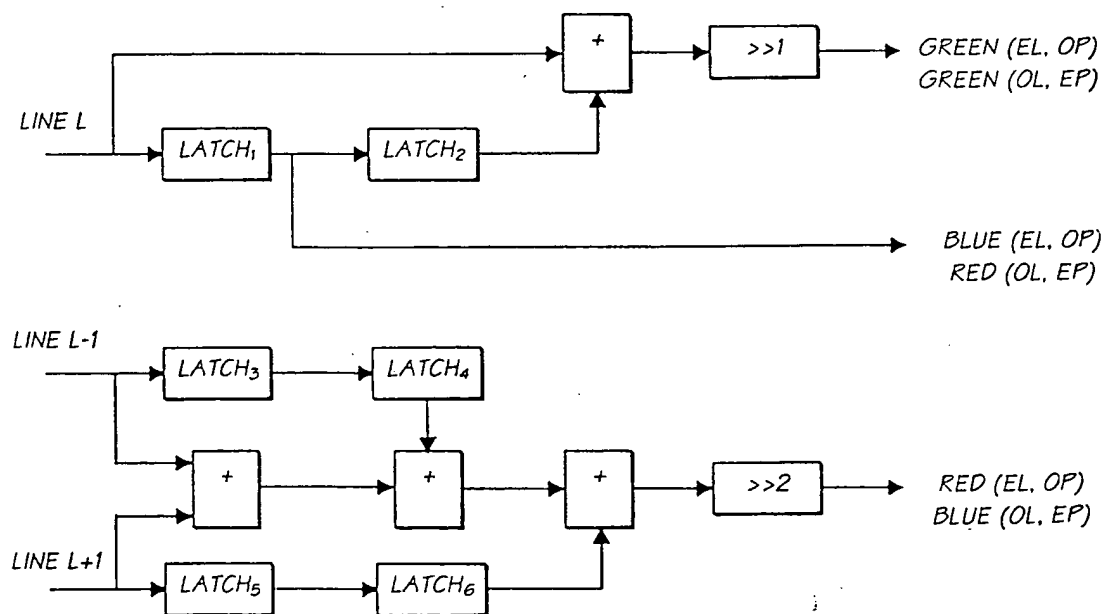 +
>>1
GREEN (EL, OP)
GREEN (OL, EP)
LINE L
LATCH₁
LATCH₂
BLUE (EL, OP)
RED (OL, EP)
LINE L-1
LATCH₃
LATCH₄
+
+
+
>>2
RED (EL, OP)
BLUE (OL, EP)
LINE L+1
LATCH₅
LATCH₆